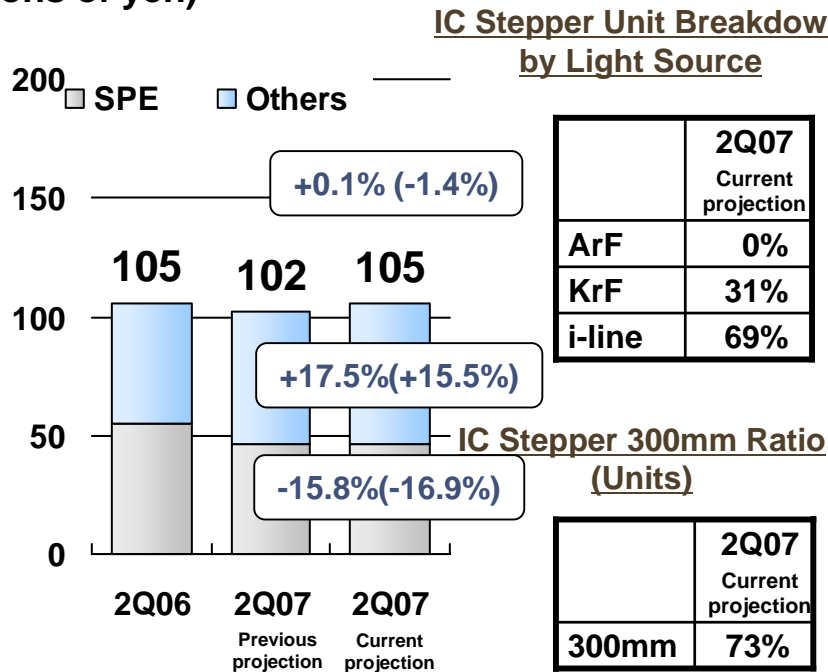 IC Stepper Unit Breakdow
by Light Source
200
SPE Others
+0.1% (-1.4%)
150
105 102 105
100
+17.5%(+15.5%)
50
-15.8%(-16.9%)
0
2Q06 2Q07 2Q07
Previous Current
projection projection
2Q07
Current
projection
ArF 0%
KrF 31%
i-line 69%
IC Stepper 300mm Ratio
(Units)
2Q07
Current
projection
300mm 73%